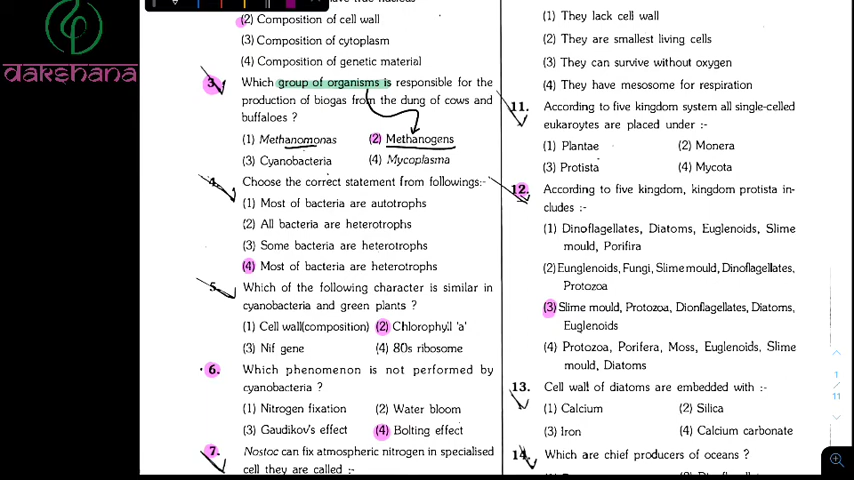 dakshana
have true nucleus
(2) Composition of cell wall
(3) Composition of cytoplasm
(4) Composition of genetic material
3. Which group of organisms is responsible for the
production of biogas from the dung of cows and
buffaloes ?
(1) Methanomonas (2) Methanogens
(3) Cyanobacteria (4) Mycoplasma
4. Choose the correct statement from followings:-
(1) Most of bacteria are autotrophs
(2) All bacteria are heterotrophs
(3) Some bacteria are heterotrophs
(4) Most of bacteria are heterotrophs
5. Which of the following character is similar in
cyanobacteria and green plants ?
(1) Cell wall(composition) (2) Chlorophyll 'a'
(3) Nif gene (4) 80s ribosome
6. Which phenomenon is not performed by
cyanobacteria ?
(1) Nitrogen fixation (2) Water bloom
(3) Gaudikov's effect (4) Bolting effect
7. Nostoc can fix atmospheric nitrogen in specialised
cell they are called :-
(1) They lack cell wall
(2) They are smallest living cells
(3) They can survive without oxygen
(4) They have mesosome for respiration
11. According to five kingdom system all single-celled
eukaryotes are placed under :-
(1) Plantae (2) Monera
(3) Protista (4) Mycota
12. According to five kingdom, kingdom protista in-
cludes :-
(1) Dinoflagellates, Diatoms, Euglenoids, Slime
mould, Porifira
(2) Eunglenoids, Fungi, Slime mould, Dinoflagellates,
Protozoa
(3) Slime mould, Protozoa, Dionflagellates, Diatoms,
Euglenoids
(4) Protozoa, Porifera, Moss, Euglenoids, Slime
mould, Diatoms
13. Cell wall of diatoms are embedded with :-
(1) Calcium (2) Silica
(3) Iron (4) Calcium carbonate
14. Which are chief producers of oceans ?
1
11